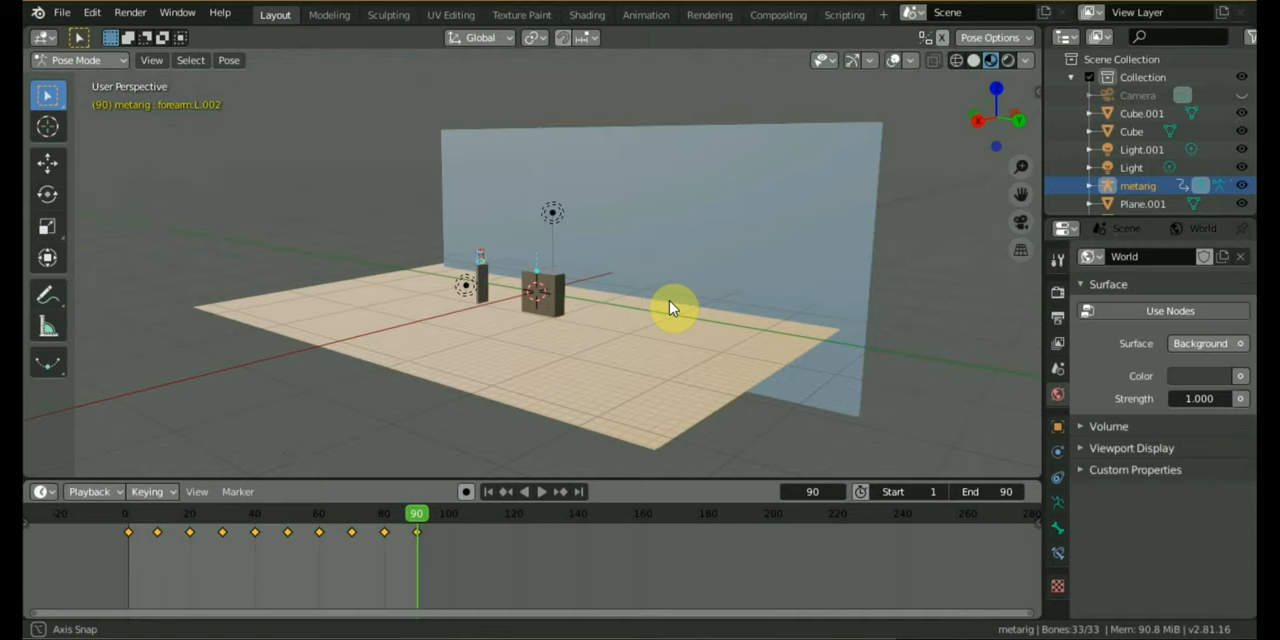 File Edit Render Window Help Layout Modeling Sculpting UV Editing Texture Paint Shading Animation Rendering Compositing Scripting + Scene View Layer
Global X Pose Options
Pose Mode View Select Pose
User Perspective
(90) metarig : forearm.L.002
Scene Collection
Collection
Camera
Cube.001
Cube
Light.001
Light
metarig
Plane.001
Scene World
World
Surface
Use Nodes
Surface Background
Color
Strength 1.000
Volume
Viewport Display
Custom Properties
X Y Z
Playback Keying View Marker 90 Start 1 End 90
-20 0 20 40 60 80 90 100 120 140 160 180 200 220 240 260 280
Axis Snap
metarig | Bones:33/33 | Mem: 90.8 MiB | v2.81.16